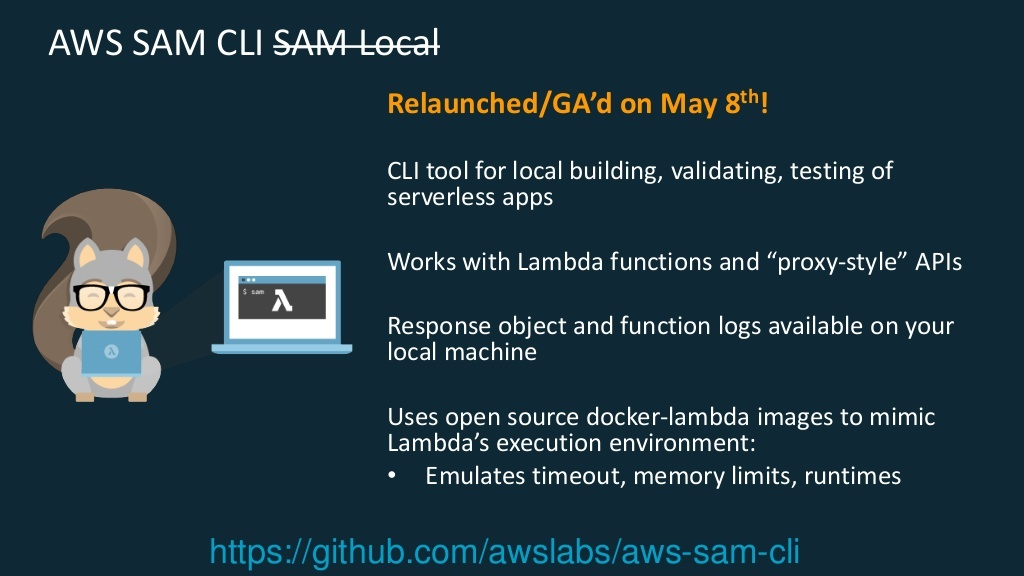 AWS SAM CLI SAM Local
Relaunched/GA’d on May 8th!
CLI tool for local building, validating, testing of
serverless apps
Works with Lambda functions and “proxy-style” APIs
$ sam
λ
λ
Response object and function logs available on your
local machine
Uses open source docker-lambda images to mimic
Lambda’s execution environment:
• Emulates timeout, memory limits, runtimes
https://github.com/awslabs/aws-sam-cli